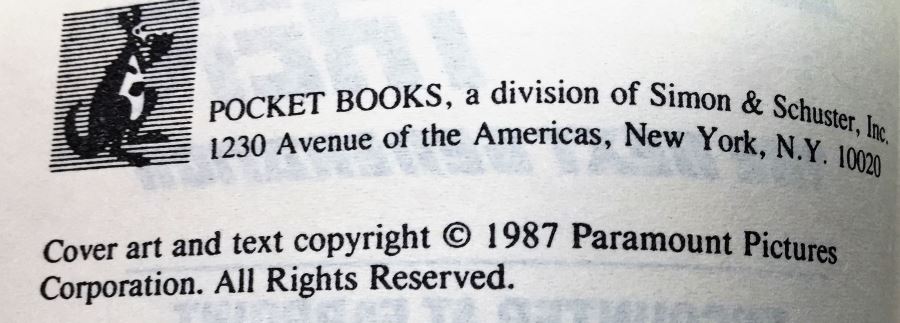 POCKET BOOKS, a division of Simon & Schuster, Inc.
1230 Avenue of the Americas, New York, N.Y. 10020
Cover art and text copyright © 1987 Paramount Pictures
Corporation. All Rights Reserved.